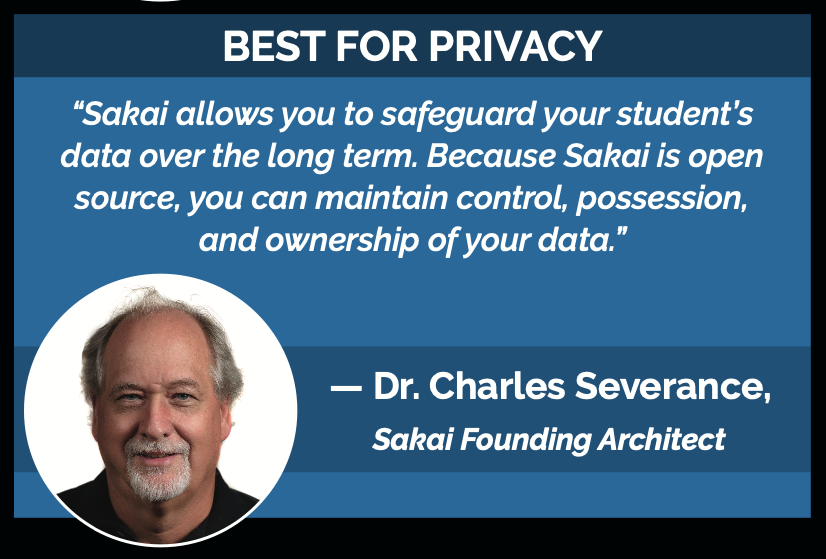 BEST FOR PRIVACY
“Sakai allows you to safeguard your student’s
data over the long term. Because Sakai is open
source, you can maintain control, possession,
and ownership of your data.”
— Dr. Charles Severance,
Sakai Founding Architect